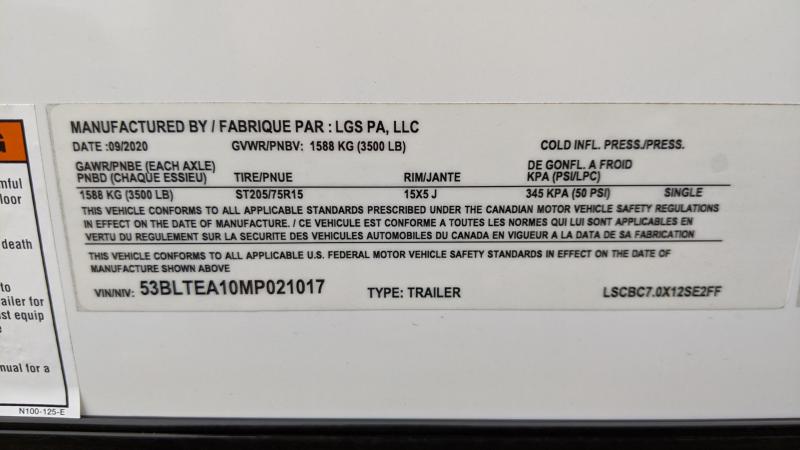 MANUFACTURED BY / FABRIQUE PAR : LGS PA, LLC
DATE :09/2020 GVWR/PNBV: 1588 KG (3500 LB) COLD INFL. PRESS./PRESS.
GAWR/PNBE (EACH AXLE) DE GONFL. A FROID
PNBD (CHAQUE ESSIEU) TIRE/PNUE RIM/JANTE KPA (PSI/LPC)
1588 KG (3500 LB) ST205/75R15 15X5 J 345 KPA (50 PSI) SINGLE
THIS VEHICLE CONFORMS TO ALL APPLICABLE STANDARDS PRESCRIBED UNDER THE CANADIAN MOTOR VEHICLE SAFETY REGULATIONS
IN EFFECT ON THE DATE OF MANUFACTURE. / CE VEHICULE EST CONFORME A TOUTES LES NORMES QUI LUI SONT APPLICABLES EN
VERTU DU REGULEMENT SUR LA SECURITE DES VEHICULES AUTOMOBILES DU CANADA EN VIGUEUR A LA DATA DE SA FABRICATION
THIS VEHICLE CONFORMS TO ALL APPLICABLE U.S. FEDERAL MOTOR VEHICLE SAFETY STANDARDS IN EFFECT ON THE DATE OF
MANUFACTURE SHOWN ABOVE
VIN/NIV: 53BLTEA10MP021017 TYPE: TRAILER LSCBC7.0X12SE2FF
G
mful
loor
death
to
ailer for
st equip
nual for a
N100-125-E